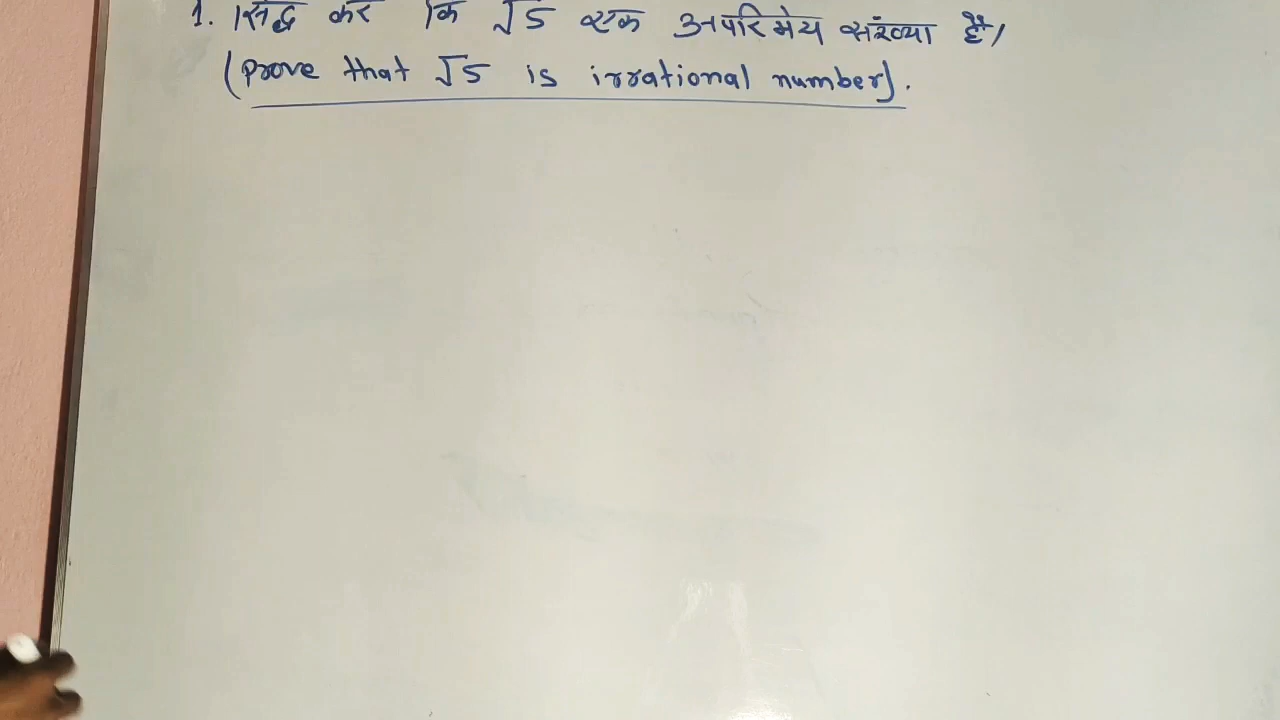 1. सिद्ध करें कि √5 एक अपरिमेय संख्या है।
(Prove that √5 is irrational number).